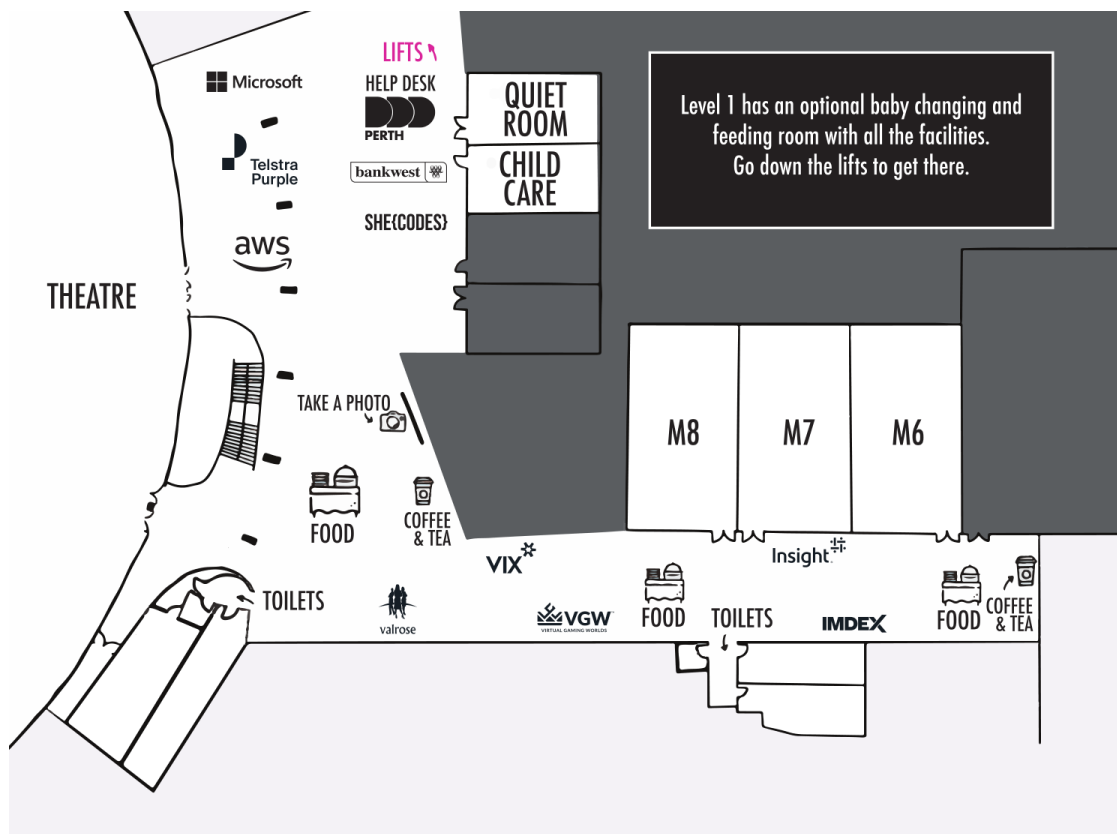 LIFTS
Microsoft
HELP DESK
PERTH
QUIET
ROOM
Level 1 has an optional baby changing and
feeding room with all the facilities.
Go down the lifts to get there.
Telstra
Purple
bankwest
CHILD
CARE
SHE{CODES}
aws
THEATRE
TAKE A PHOTO
M8
M7
M6
FOOD
COFFEE
& TEA
VIX
Insight
TOILETS
valrose
VGW
VIRTUAL GAMING WORLDS
FOOD
TOILETS
IMDEX
FOOD
COFFEE
& TEA